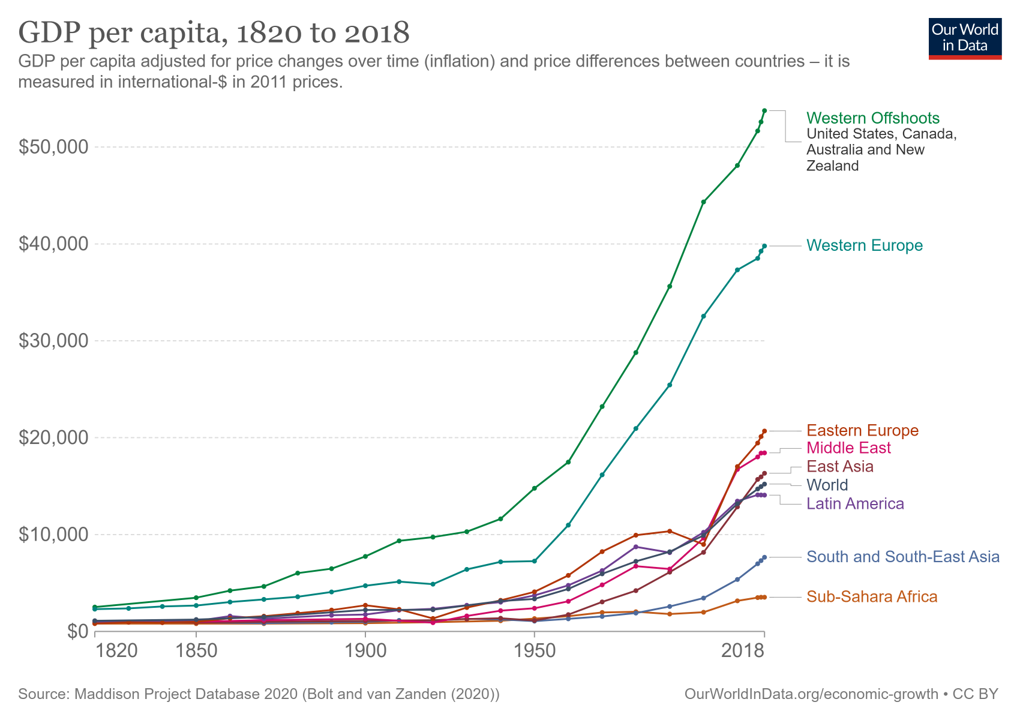 GDP per capita, 1820 to 2018
Our World
in Data
GDP per capita adjusted for price changes over time (inflation) and price differences between countries – it is
measured in international-$ in 2011 prices.
$50,000
$40,000
$30,000
$20,000
$10,000
$0
1820
1850
1900
1950
2018
Western Offshoots
United States, Canada,
Australia and New
Zealand
Western Europe
Eastern Europe
Middle East
East Asia
World
Latin America
South and South-East Asia
Sub-Sahara Africa
Source: Maddison Project Database 2020 (Bolt and van Zanden (2020))
OurWorldInData.org/economic-growth • CC BY